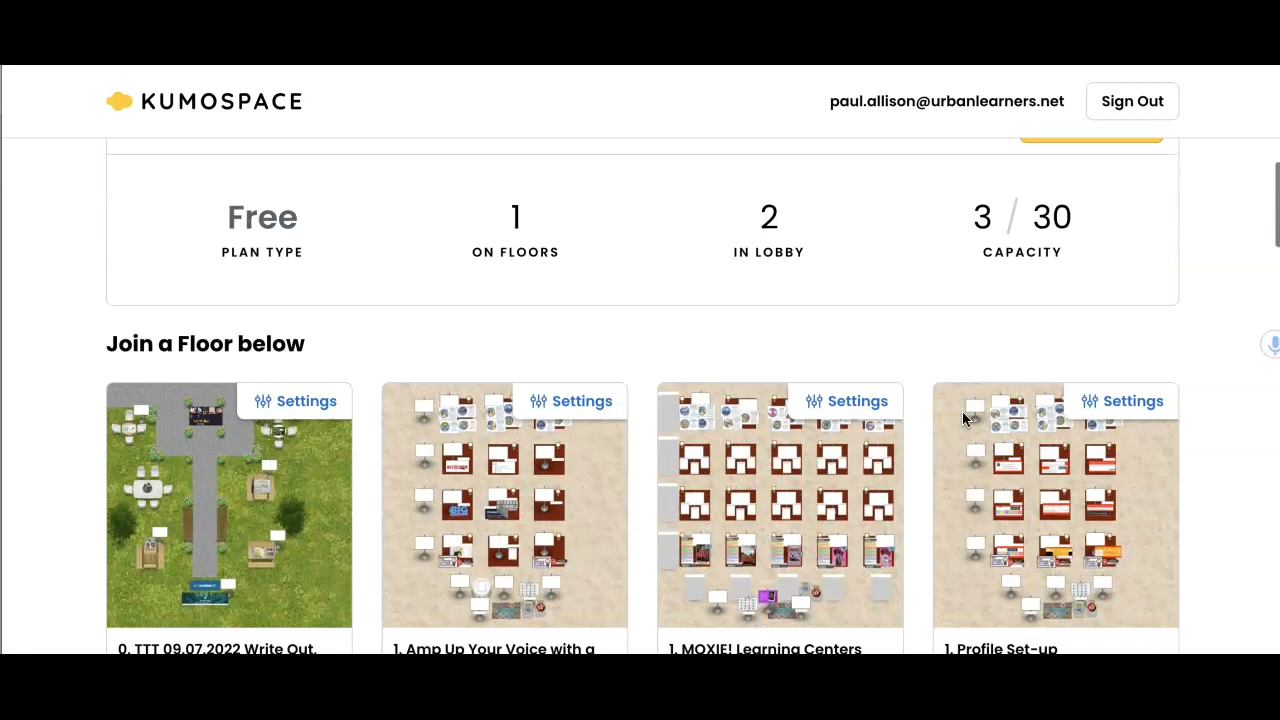 KUMOSPACE
paul.allison@urbanlearners.net
Sign Out
Free
1
2
3 / 30
PLAN TYPE
ON FLOORS
IN LOBBY
CAPACITY
Join a Floor below
Settings
Settings
Settings
Settings
0. TTT 09.07.2022 Write Out,
1. Amp Up Your Voice with a
1. MOXIE! Learning Centers
1. Profile Set-up